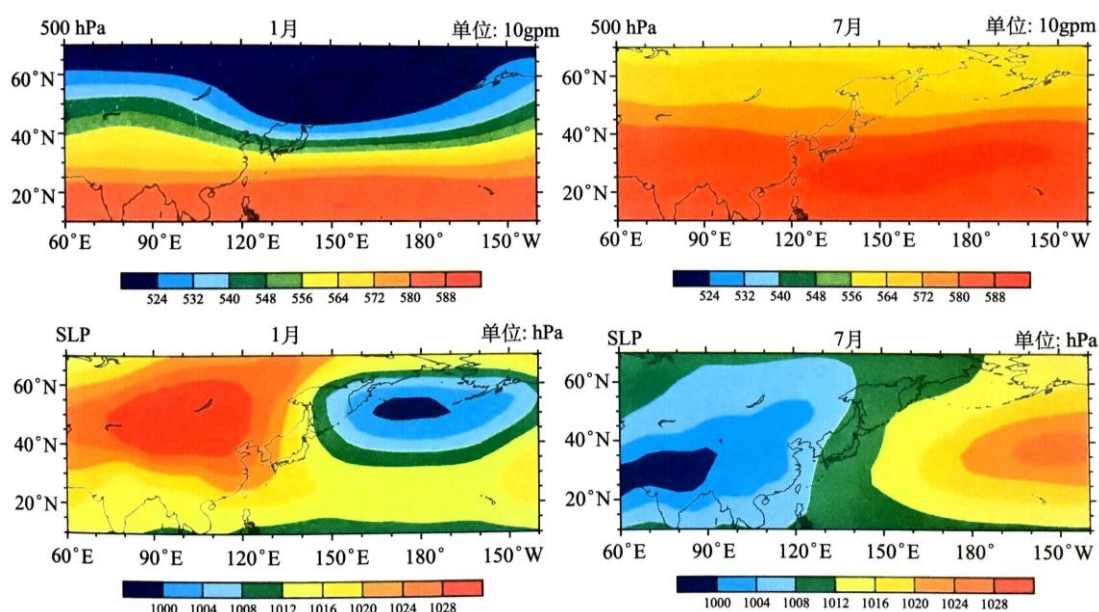 500 hPa 1月 单位: 10gpm
60°N
40°N
20°N
60°E 90°E 120°E 150°E 180° 150°W
524 532 540 548 556 564 572 580 588
7月 单位: 10gpm
60°N
40°N
20°N
60°E 90°E 120°E 150°E 180° 150°W
524 532 540 548 556 564 572 580 588
SLP 1月 单位: hPa
60°N
40°N
20°N
60°E 90°E 120°E 150°E 180° 150°W
1000 1004 1008 1012 1016 1020 1024 1028
SLP 7月 单位: hPa
60°N
40°N
20°N
60°E 90°E 120°E 150°E 180° 150°W
1000 1004 1008 1012 1016 1020 1024 1028